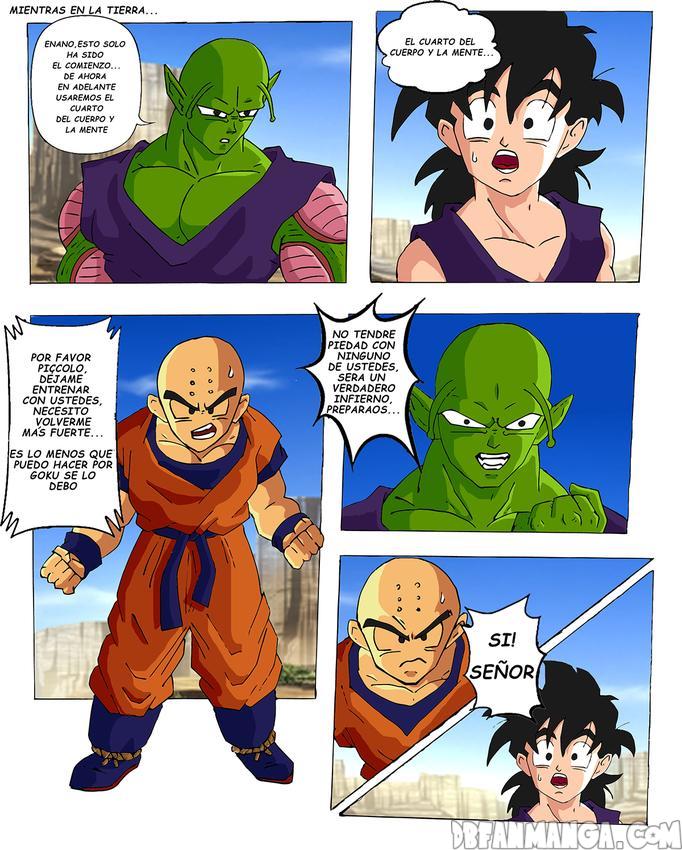 MIENTRAS EN LA TIERRA...
ENANO,ESTO SOLO
HA SIDO
EL COMIENZO...
DE AHORA
EN ADELANTE
USAREMOS EL
CUARTO
DEL CUERPO Y
LA MENTE
EL CUARTO DEL
CUERPO Y LA MENTE...
POR FAVOR
PICCOLO,
DEJAME
ENTRENAR
CON USTEDES,
NECESITO
VOLVERME
MAS FUERTE...
ES LO MENOS QUE
PUEDO HACER POR
GOKU SE LO
DEBO
NO TENDRE
PIEDAD CON
NINGUNO
DE USTEDES,
SERA UN
VERDADERO
INFIERNO,
PREPARAOS...
SI!
SEÑOR
DBFANMANGA.COM